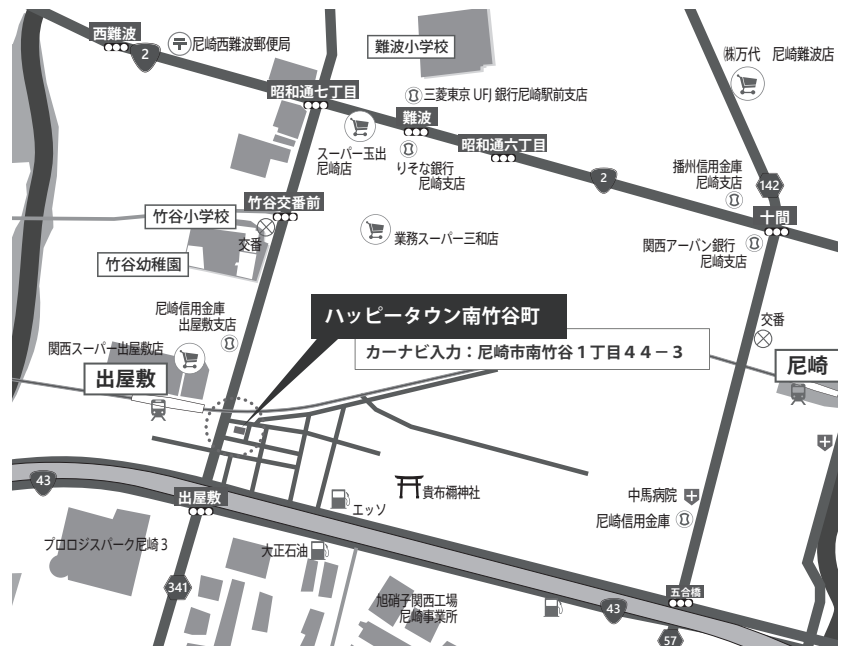 西難波
2
〒
尼崎西難波郵便局
難波小学校
㈱万代　尼崎難波店
昭和通七丁目
三菱東京 UFJ 銀行尼崎駅前支店
難波
スーパー玉出
尼崎店
りそな銀行
尼崎支店
昭和通六丁目
2
播州信用金庫
尼崎支店
142
竹谷小学校
竹谷交番前
交番
業務スーパー三和店
十間
関西アーバン銀行
尼崎支店
竹谷幼稚園
尼崎信用金庫
出屋敷支店
ハッピータウン南竹谷町
カーナビ入力：尼崎市南竹谷１丁目４４－３
交番
関西スーパー出屋敷店
出屋敷
尼崎
43
出屋敷
エッソ
貴布禰神社
中馬病院
尼崎信用金庫
プロロジスパーク尼崎３
大正石油
341
旭硝子関西工場
尼崎事業所
五合橋
43
57